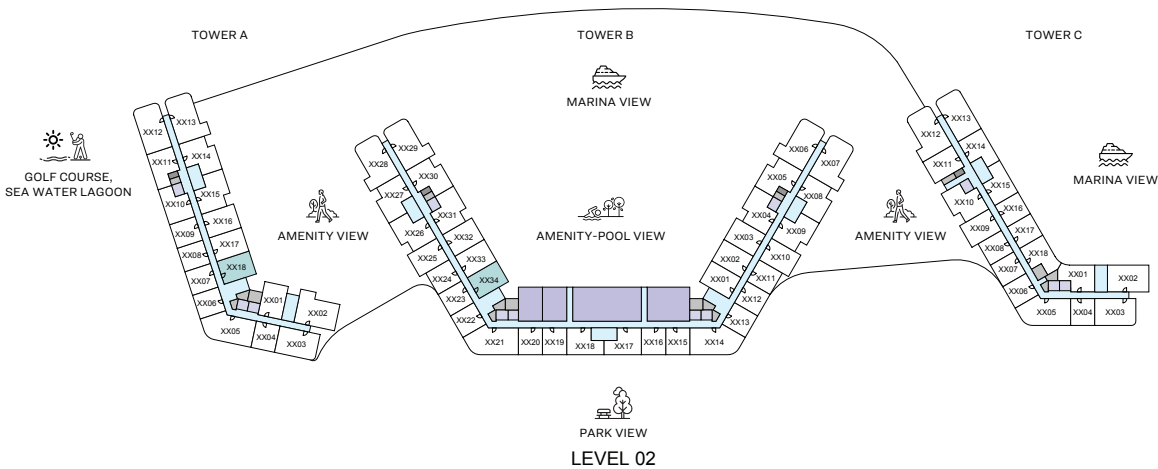 TOWER A
TOWER B
TOWER C
MARINA VIEW
GOLF COURSE,
SEA WATER LAGOON
AMENITY VIEW
AMENITY-POOL VIEW
AMENITY VIEW
MARINA VIEW
XX12
XX13
XX11
XX14
XX10
XX15
XX09
XX16
XX08
XX17
XX07
XX18
XX06
XX01
XX02
XX05
XX04
XX03
XX28
XX29
XX27
XX30
XX26
XX31
XX25
XX32
XX24
XX33
XX23
XX34
XX22
XX21
XX20
XX19
XX18
XX17
XX16
XX15
XX14
XX13
XX12
XX01
XX11
XX02
XX10
XX03
XX09
XX04
XX08
XX05
XX07
XX06
XX12
XX13
XX11
XX14
XX10
XX15
XX09
XX16
XX08
XX17
XX07
XX18
XX06
XX01
XX02
XX05
XX04
XX03
PARK VIEW
LEVEL 02